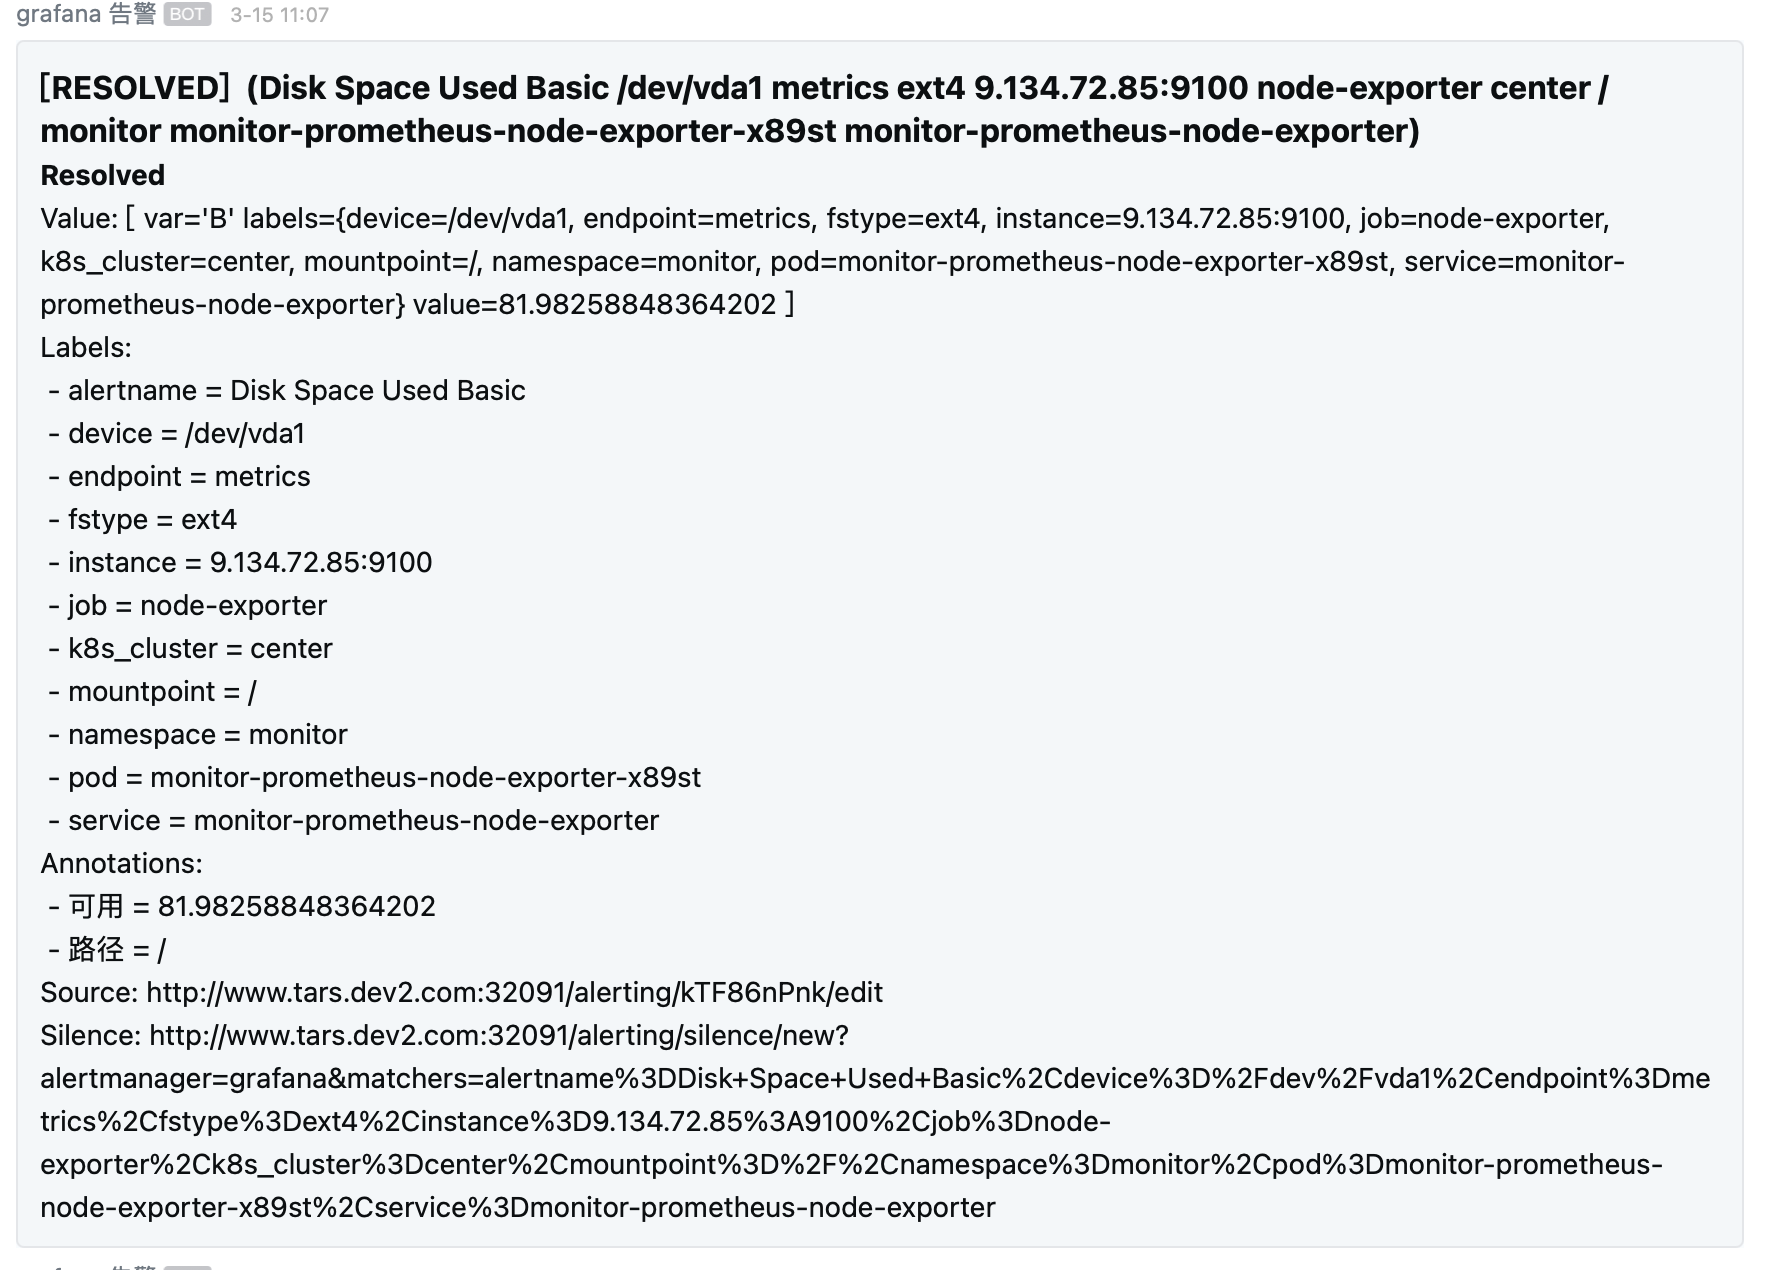 grafana 告警 BOT 3-15 11:07
[RESOLVED] (Disk Space Used Basic /dev/vda1 metrics ext4 9.134.72.85:9100 node-exporter center /
monitor monitor-prometheus-node-exporter-x89st monitor-prometheus-node-exporter)
Resolved
Value: [ var='B' labels={device=/dev/vda1, endpoint=metrics, fstype=ext4, instance=9.134.72.85:9100, job=node-exporter,
k8s_cluster=center, mountpoint=/, namespace=monitor, pod=monitor-prometheus-node-exporter-x89st, service=monitor-
prometheus-node-exporter} value=81.98258848364202 ]
Labels:
- alertname = Disk Space Used Basic
- device = /dev/vda1
- endpoint = metrics
- fstype = ext4
- instance = 9.134.72.85:9100
- job = node-exporter
- k8s_cluster = center
- mountpoint = /
- namespace = monitor
- pod = monitor-prometheus-node-exporter-x89st
- service = monitor-prometheus-node-exporter
Annotations:
- 可用 = 81.98258848364202
- 路径 = /
Source: http://www.tars.dev2.com:32091/alerting/kTF86nPnk/edit
Silence: http://www.tars.dev2.com:32091/alerting/silence/new?
alertmanager=grafana&matchers=alertname%3DDisk+Space+Used+Basic%2Cdevice%3D%2Fdev%2Fvda1%2Cendpoint%3Dme
trics%2Cfstype%3Dext4%2Cinstance%3D9.134.72.85%3A9100%2Cjob%3Dnode-
exporter%2Ck8s_cluster%3Dcenter%2Cmountpoint%3D%2F%2Cnamespace%3Dmonitor%2Cpod%3Dmonitor-prometheus-
node-exporter-x89st%2Cservice%3Dmonitor-prometheus-node-exporter